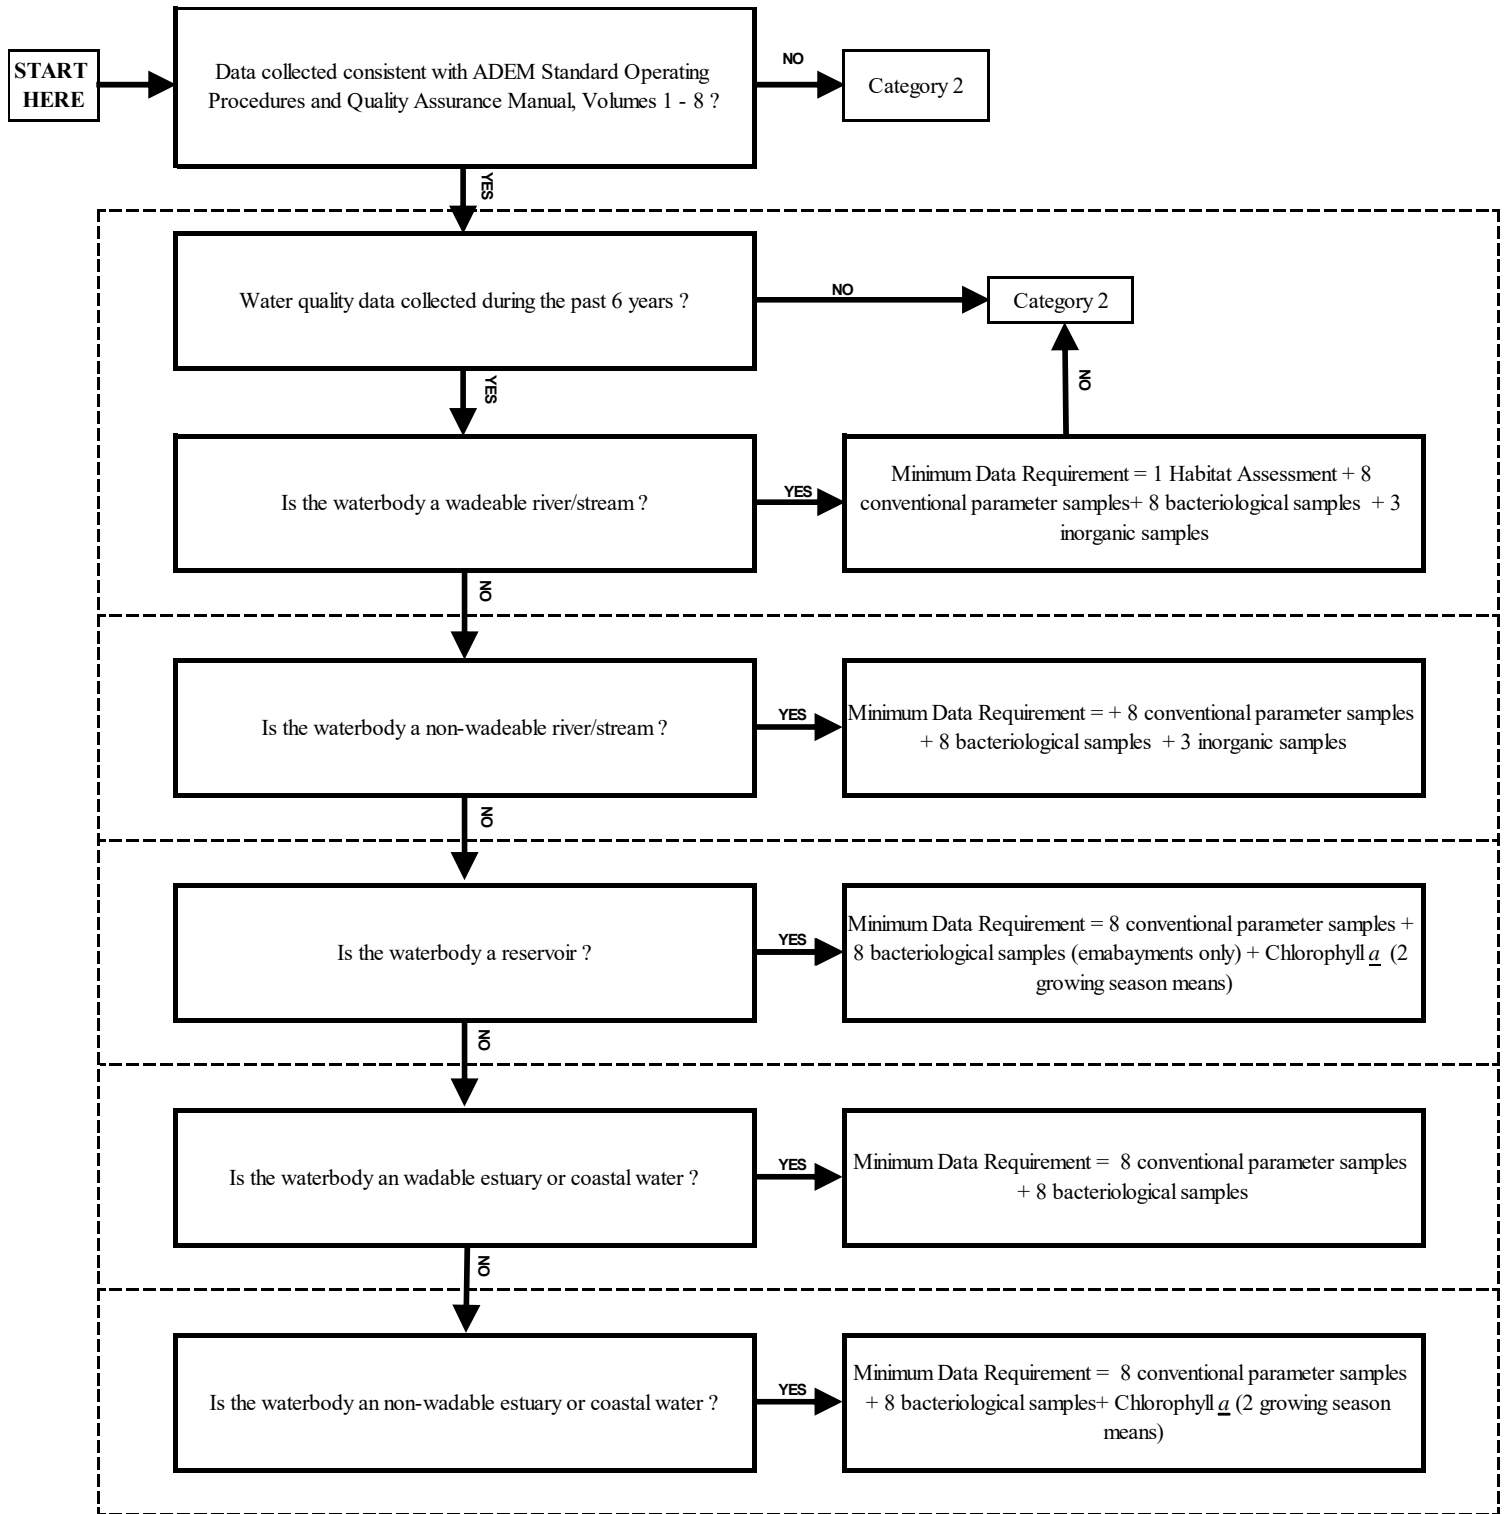 START
HERE
Data collected consistent with ADEM Standard Operating
Procedures and Quality Assurance Manual, Volumes 1 - 8 ?
NO
Category 2
YES
Water quality data collected during the past 6 years ?
NO
Category 2
YES
NO
Is the waterbody a wadeable river/stream ?
YES
Minimum Data Requirement = 1 Habitat Assessment + 8
conventional parameter samples+ 8 bacteriological samples + 3
inorganic samples
NO
Is the waterbody a non-wadeable river/stream ?
YES
Minimum Data Requirement = + 8 conventional parameter samples
+ 8 bacteriological samples + 3 inorganic samples
NO
Is the waterbody a reservoir ?
YES
Minimum Data Requirement = 8 conventional parameter samples +
8 bacteriological samples (emabayments only) + Chlorophyll a (2
growing season means)
NO
Is the waterbody an wadable estuary or coastal water ?
YES
Minimum Data Requirement = 8 conventional parameter samples
+ 8 bacteriological samples
NO
Is the waterbody an non-wadable estuary or coastal water ?
YES
Minimum Data Requirement = 8 conventional parameter samples
+ 8 bacteriological samples+ Chlorophyll a (2 growing season
means)